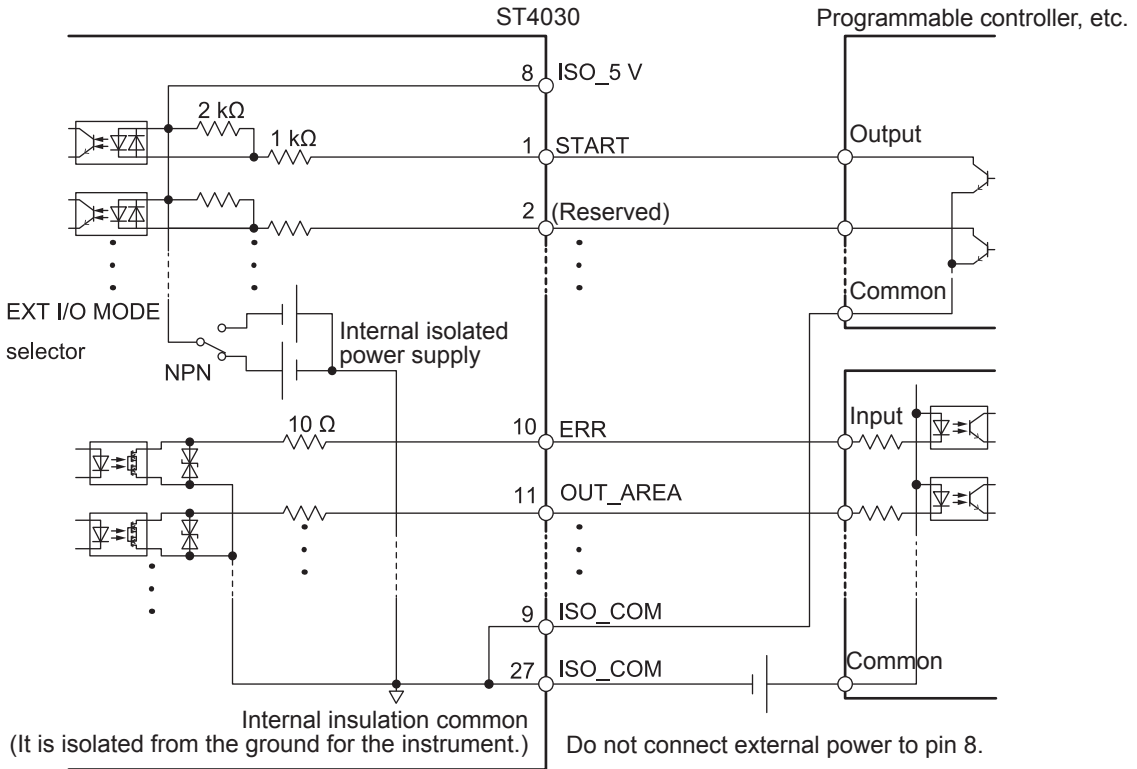 ST4030
Programmable controller, etc.
8 ISO_5 V
2 kΩ
1 kΩ
1 START
Output
2 (Reserved)
Common
EXT I/O MODE
selector
NPN
Internal isolated
power supply
10 Ω
10 ERR
Input
11 OUT_AREA
9 ISO_COM
27 ISO_COM
Common
Internal insulation common
(It is isolated from the ground for the instrument.)
Do not connect external power to pin 8.